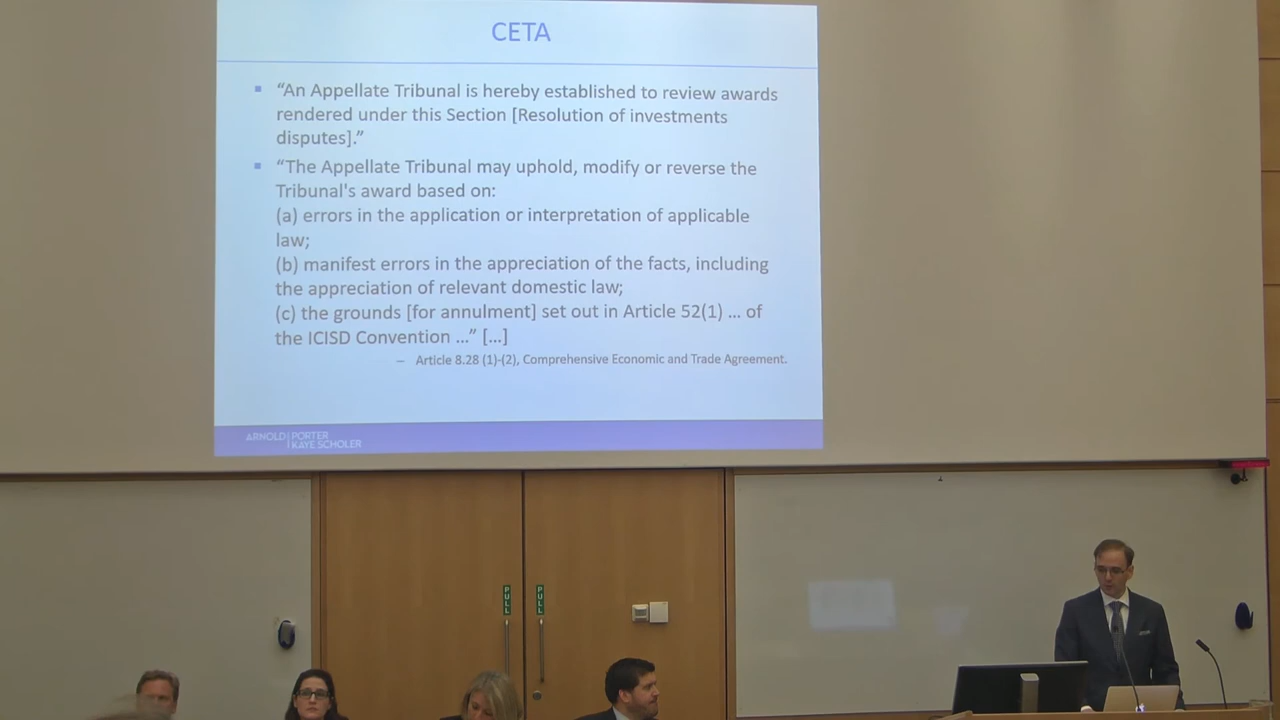 CETA
“An Appellate Tribunal is hereby established to review awards
rendered under this Section [Resolution of investments
disputes].”
“The Appellate Tribunal may uphold, modify or reverse the
Tribunal's award based on:
(a) errors in the application or interpretation of applicable
law;
(b) manifest errors in the appreciation of the facts, including
the appreciation of relevant domestic law;
(c) the grounds [for annulment] set out in Article 52(1) … of
the ICISD Convention …” […]
– Article 8.28 (1)-(2), Comprehensive Economic and Trade Agreement.
ARNOLD PORTER
KAYE SCHOLER
PULL
PULL